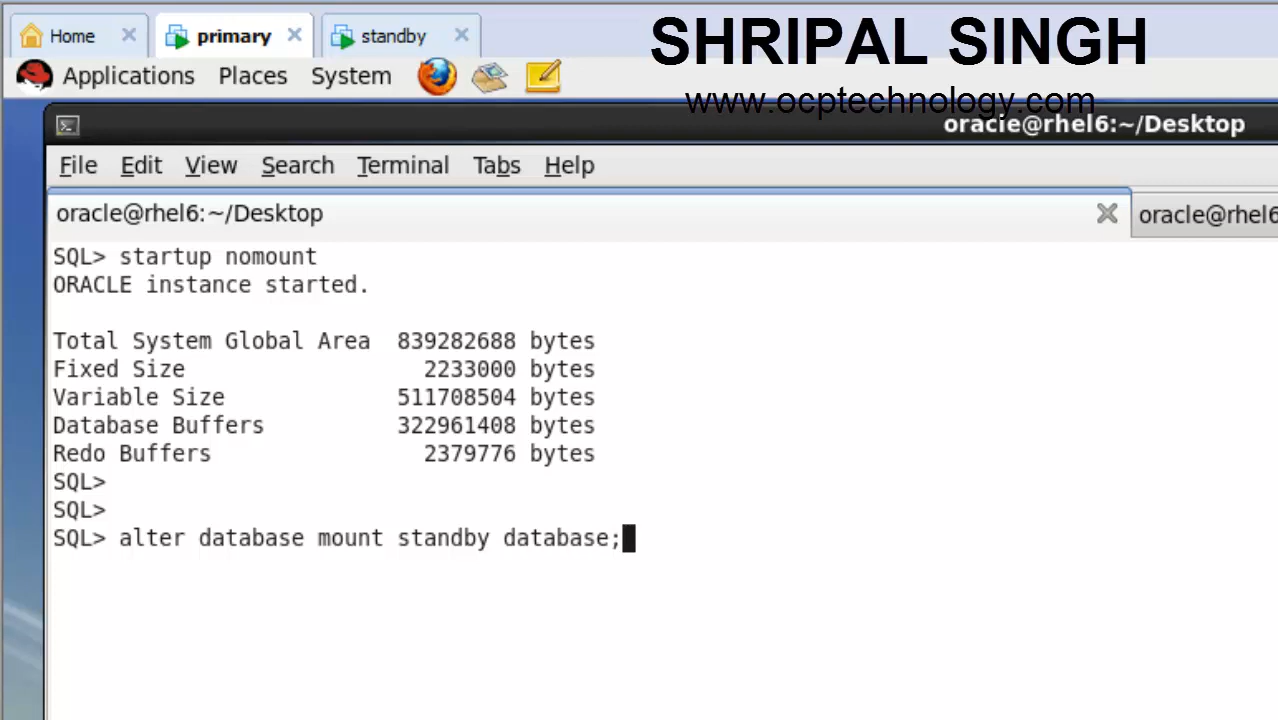 Home
primary
standby
SHRIPAL SINGH
Applications Places System
www.ocptechnology.com
oracle@rhel6:~/Desktop
File Edit View Search Terminal Tabs Help
oracle@rhel6:~/Desktop
oracle@rhel6
SQL> startup nomount
ORACLE instance started.
Total System Global Area 839282688 bytes
Fixed Size 2233000 bytes
Variable Size 511708504 bytes
Database Buffers 322961408 bytes
Redo Buffers 2379776 bytes
SQL>
SQL>
SQL> alter database mount standby database;